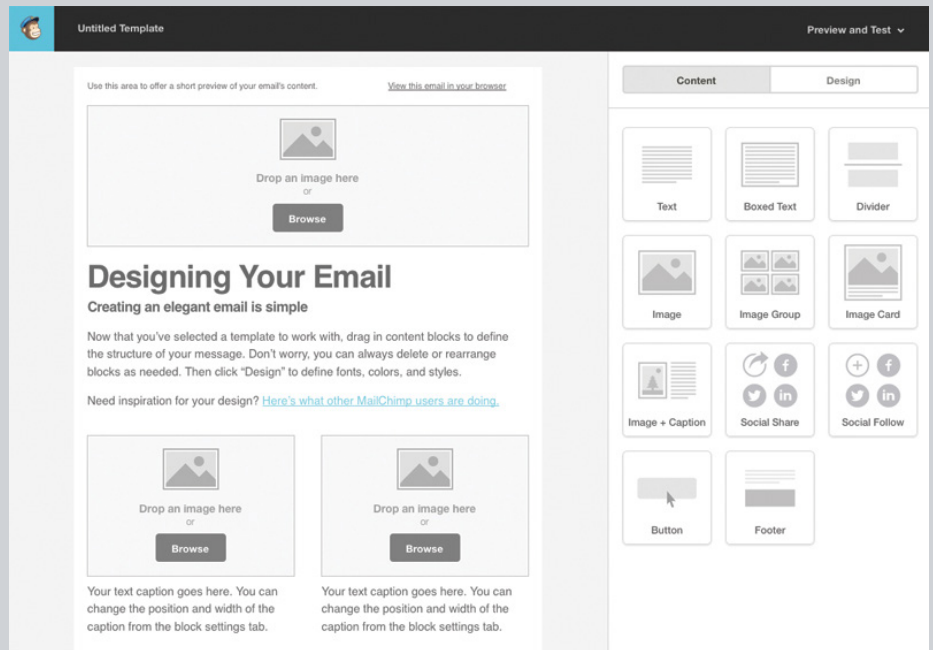 Untitled Template
Preview and Test
Use this area to offer a short preview of your email's content.
View this email in your browser
Drop an image here
or
Browse
Designing Your Email
Creating an elegant email is simple
Now that you've selected a template to work with, drag in content blocks to define
the structure of your message. Don't worry, you can always delete or rearrange
blocks as needed. Then click “Design” to define fonts, colors, and styles.
Need inspiration for your design? Here's what other MailChimp users are doing.
Drop an image here
or
Browse
Your text caption goes here. You can
change the position and width of the
caption from the block settings tab.
Drop an image here
or
Browse
Your text caption goes here. You can
change the position and width of the
caption from the block settings tab.
Content
Design
Text
Boxed Text
Divider
Image
Image Group
Image Card
Image + Caption
Social Share
Social Follow
Button
Footer